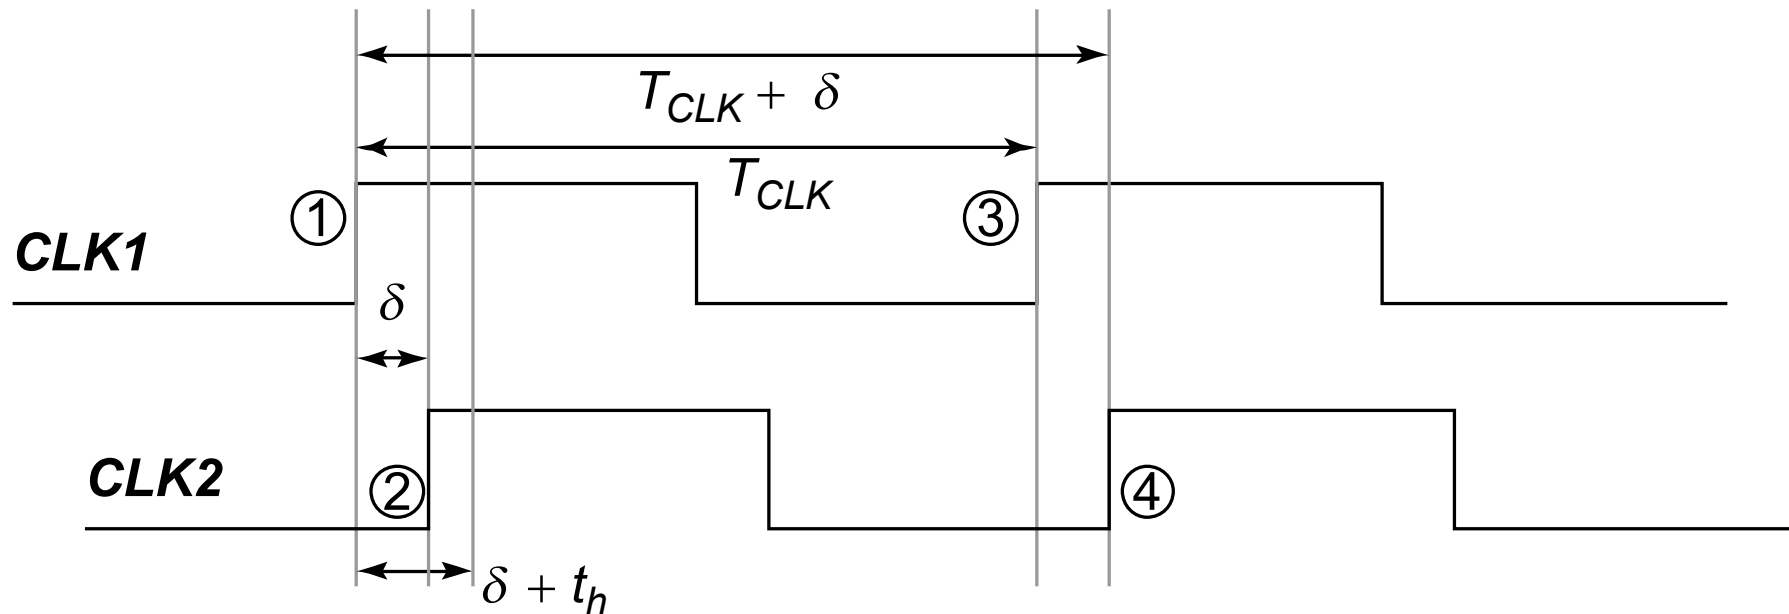 T_CLK + δ
T_CLK
① ③
CLK1
δ
CLK2 ② ④
δ + t_h